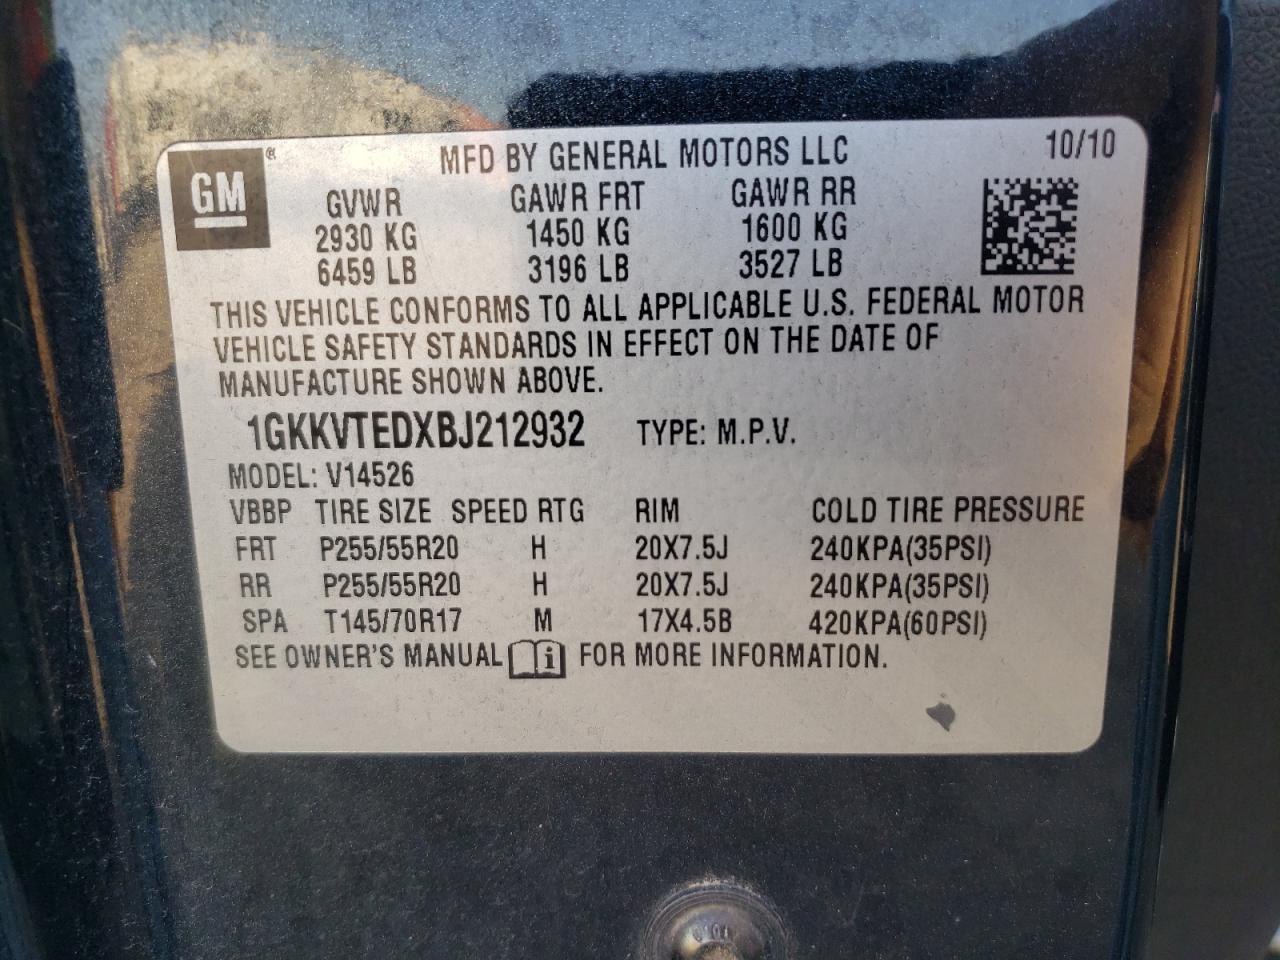 GM ® MFD BY GENERAL MOTORS LLC 10/10
GVWR GAWR FRT GAWR RR
2930 KG 1450 KG 1600 KG
6459 LB 3196 LB 3527 LB
THIS VEHICLE CONFORMS TO ALL APPLICABLE U.S. FEDERAL MOTOR
VEHICLE SAFETY STANDARDS IN EFFECT ON THE DATE OF
MANUFACTURE SHOWN ABOVE.
1GKKVTEDXBJ212932 TYPE: M.P.V.
MODEL: V14526
VBBP TIRE SIZE SPEED RTG RIM COLD TIRE PRESSURE
FRT P255/55R20 H 20X7.5J 240KPA(35PSI)
RR P255/55R20 H 20X7.5J 240KPA(35PSI)
SPA T145/70R17 M 17X4.5B 420KPA(60PSI)
SEE OWNER'S MANUAL i FOR MORE INFORMATION.